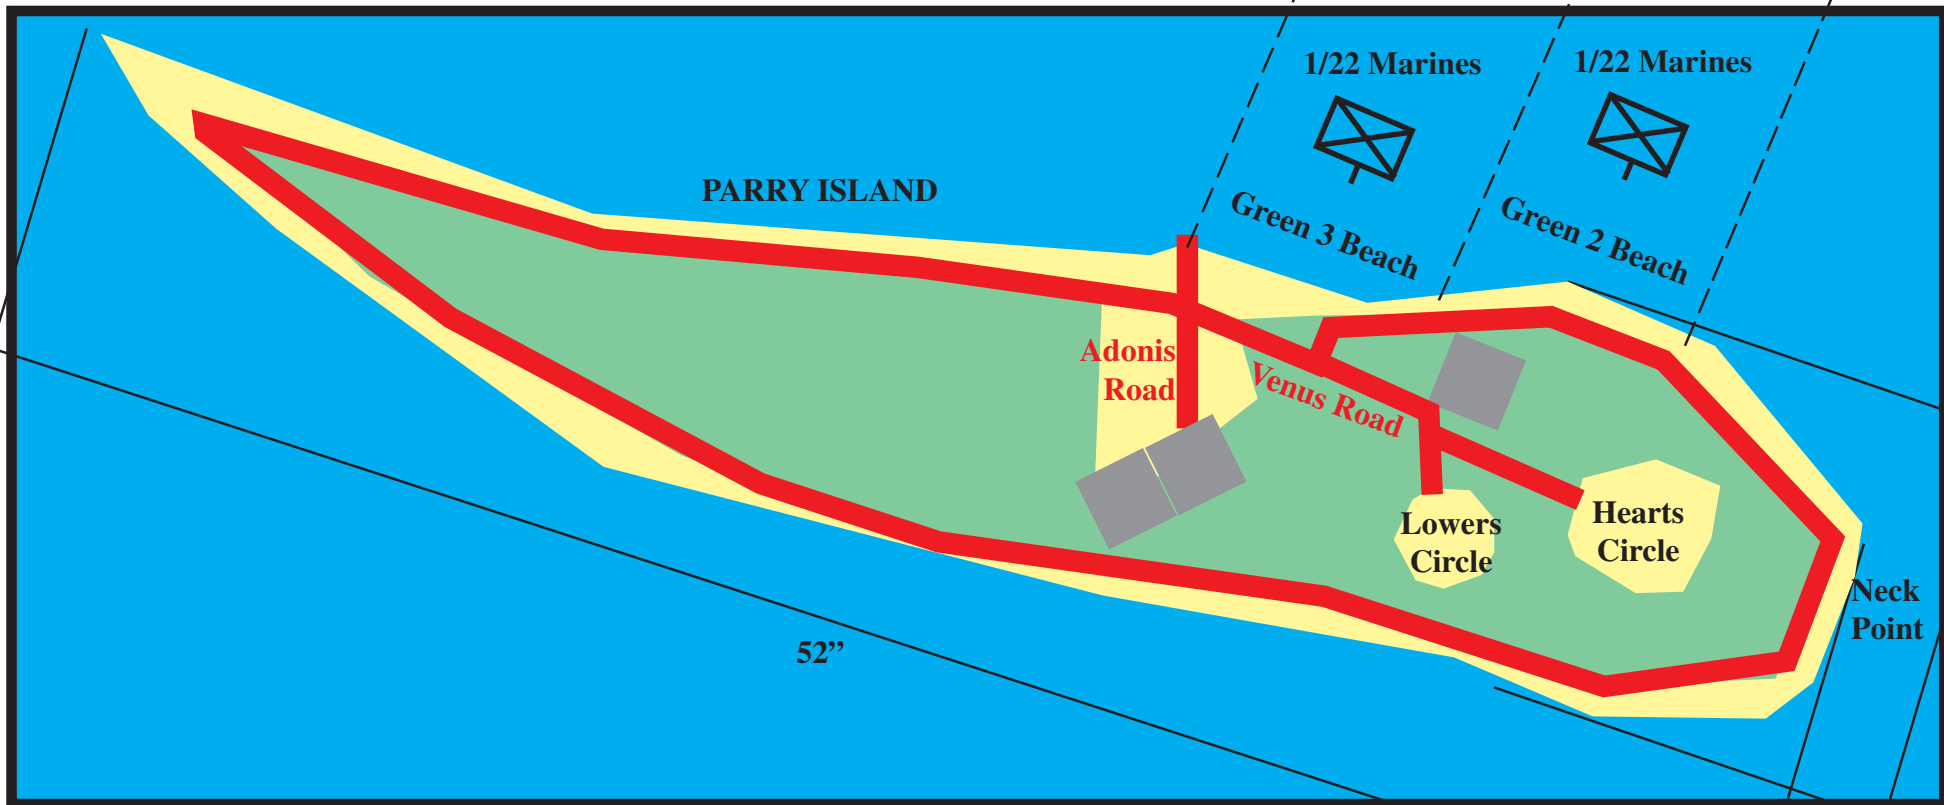 1/22 Marines
1/22 Marines
PARRY ISLAND
Green 3 Beach
Green 2 Beach
Adonis
Road
Venus Road
Lowers
Circle
Hearts
Circle
Neck
Point
52”